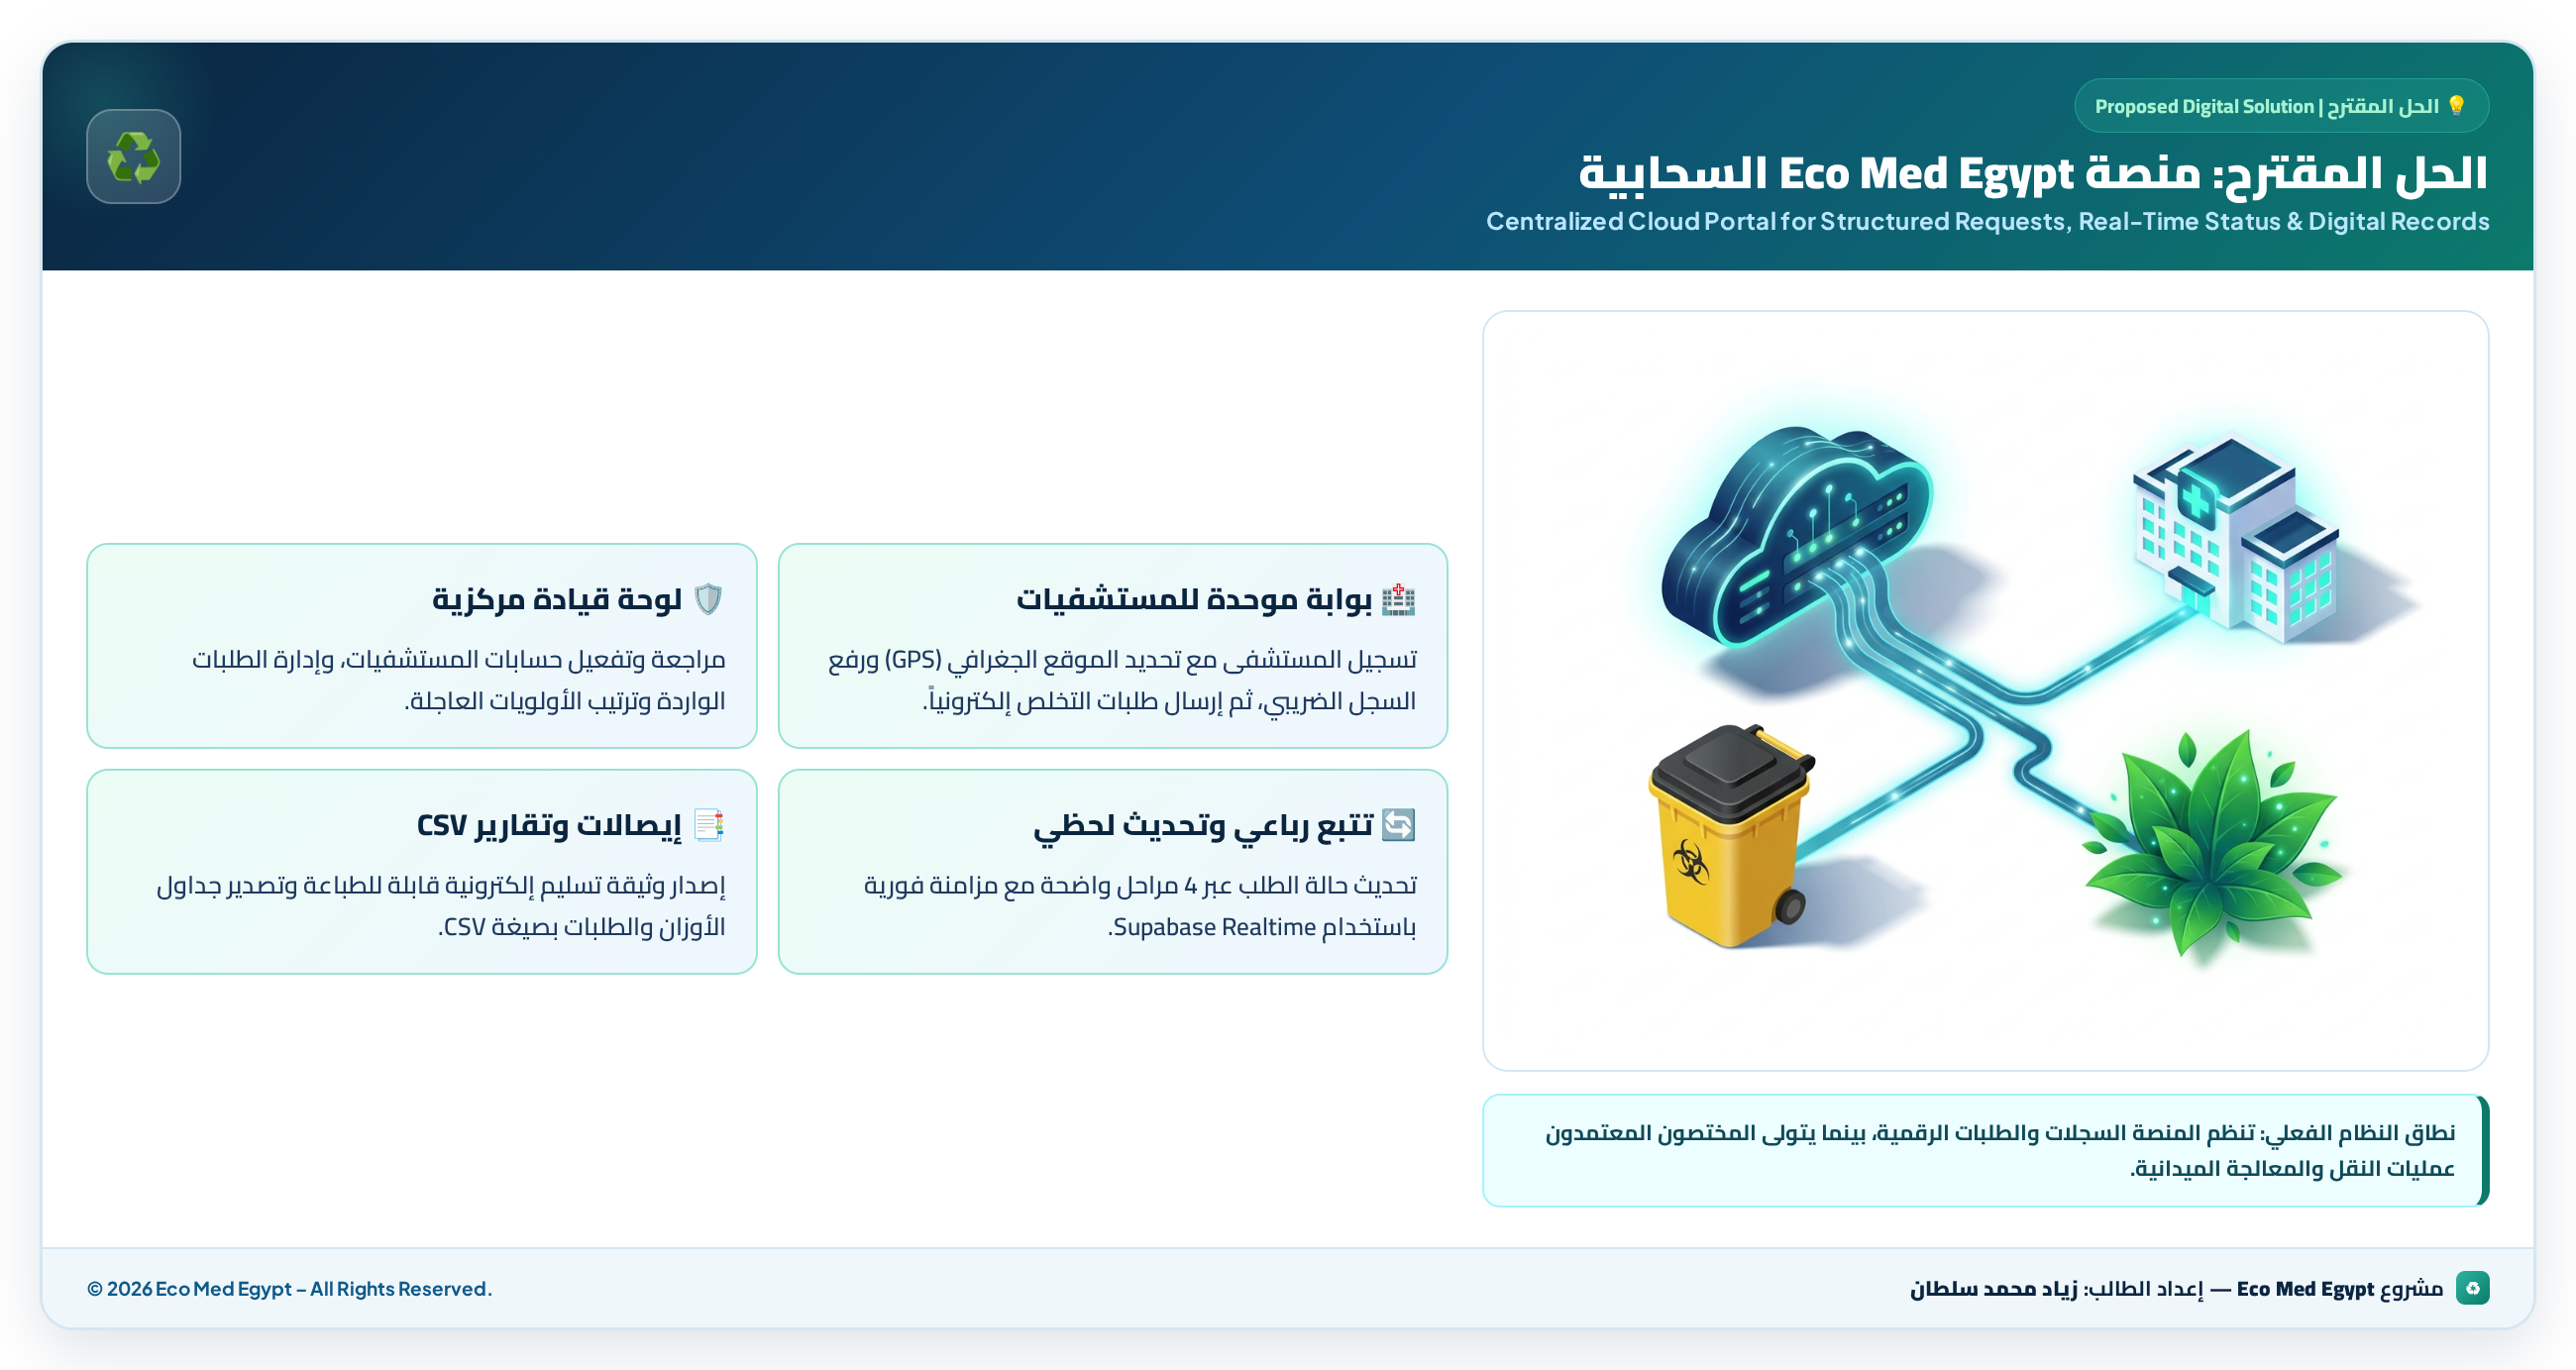 💡 الحل المقترح | Proposed Digital Solution
الحل المقترح: منصة Eco Med Egypt السحابية
Centralized Cloud Portal for Structured Requests, Real-Time Status & Digital Records
🏥 بوابة موحدة للمستشفيات
تسجيل المستشفى مع تحديد الموقع الجغرافي (GPS) ورفع
السجل الضريبي، ثم إرسال طلبات التخلص إلكترونياً.
🛡️ لوحة قيادة مركزية
مراجعة وتفعيل حسابات المستشفيات، وإدارة الطلبات
الواردة وترتيب الأولويات العاجلة.
🔄 تتبع رباعي وتحديث لحظي
تحديث حالة الطلب عبر 4 مراحل واضحة مع مزامنة فورية
باستخدام Supabase Realtime.
📑 إيصالات وتقارير CSV
إصدار وثيقة تسليم إلكترونية قابلة للطباعة وتصدير جداول
الأوزان والطلبات بصيغة CSV.
نطاق النظام الفعلي: تنظم المنصة السجلات والطلبات الرقمية، بينما يتولى المختصون المعتمدون
عمليات النقل والمعالجة الميدانية.
مشروع Eco Med Egypt — إعداد الطالب: زياد محمد سلطان
© 2026 Eco Med Egypt – All Rights Reserved.